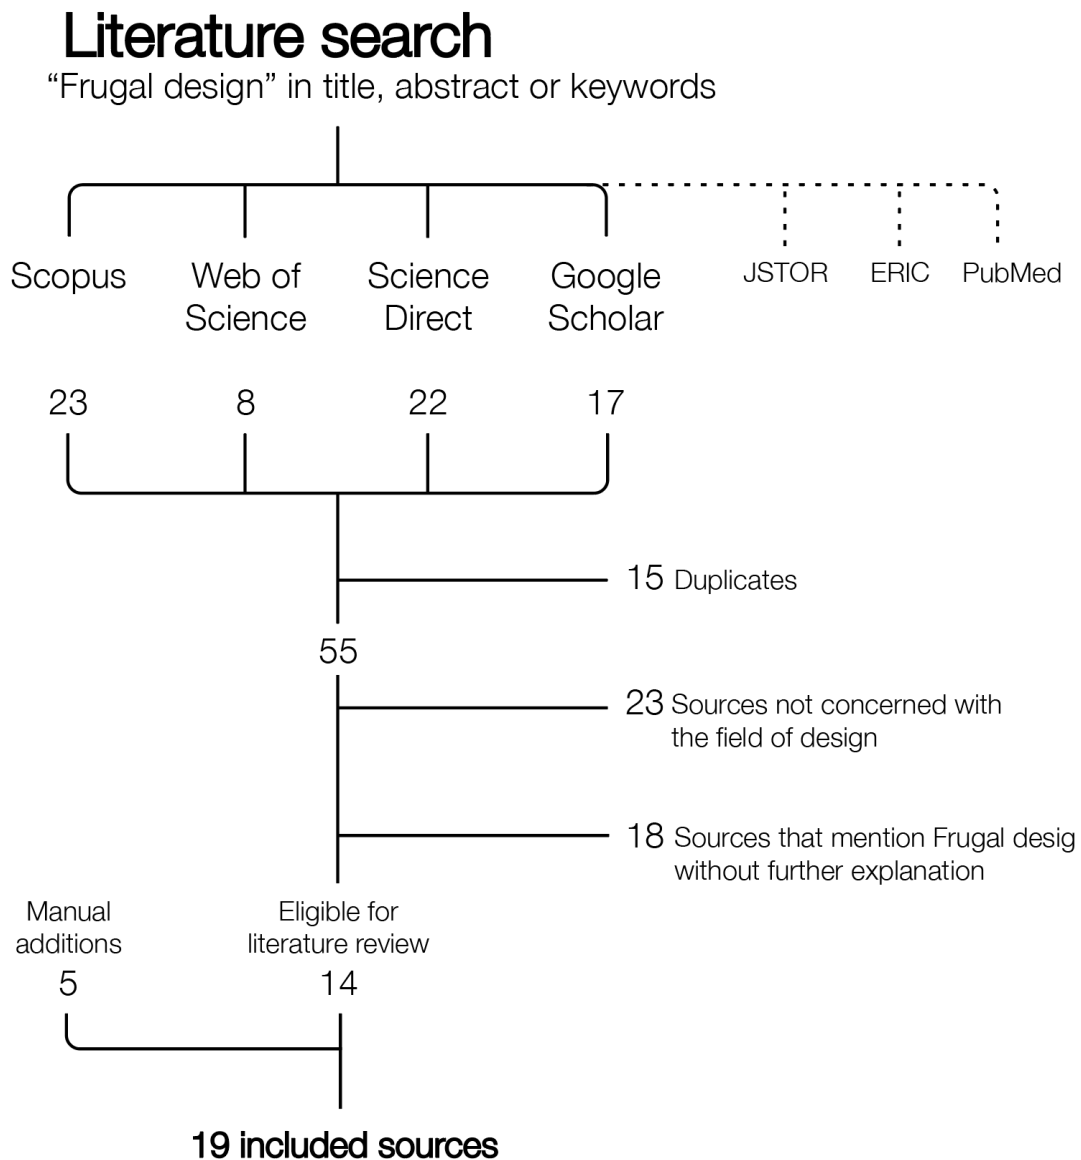 Literature search
“Frugal design” in title, abstract or keywords
Scopus
Web of
Science
Science
Direct
Google
Scholar
JSTOR
ERIC
PubMed
23
8
22
17
15 Duplicates
55
23 Sources not concerned with
the field of design
18 Sources that mention Frugal desig
without further explanation
Manual
additions
5
Eligible for
literature review
14
19 included sources